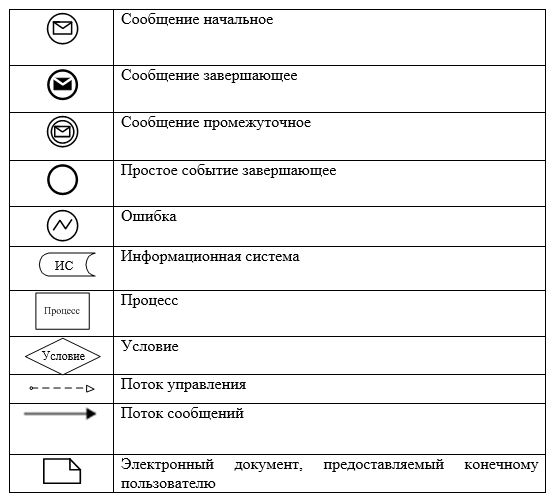 Сообщение начальное
Сообщение завершающее
Сообщение промежуточное
Простое событие завершающее
Ошибка
ИС
Информационная система
Процесс
Процесс
Условие
Условие
Поток управления
Поток сообщений
Электронный документ, предоставляемый конечному
пользователю